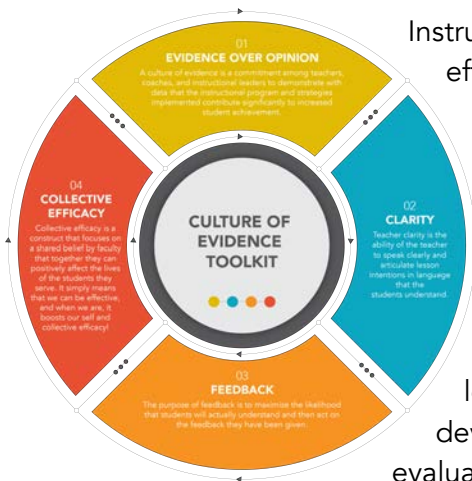 Instru
ef
01
EVIDENCE OVER OPINION
A culture of evidence is a commitment among teachers,
coaches, and instructional leaders to demonstrate with
data that the instructional program and strategies
implemented contribute significantly to increased
student achievement.
04
COLLECTIVE
EFFICACY
Collective efficacy is a
construct that focuses on
a shared belief by faculty
that together they can
positively affect the lives
of the students they
serve. It simply means
that we can be effective,
and when we are, it
boosts our self and
collective efficacy!
CULTURE OF
EVIDENCE
TOOLKIT
02
CLARITY
Teacher clarity is the
ability of the teacher
to speak clearly and
articulate lesson
intentions in language
that the
students understand.
03
FEEDBACK
The purpose of feedback is to maximize the likelihood
that students will actually understand and then act on
the feedback they have been given.
dev
evalua